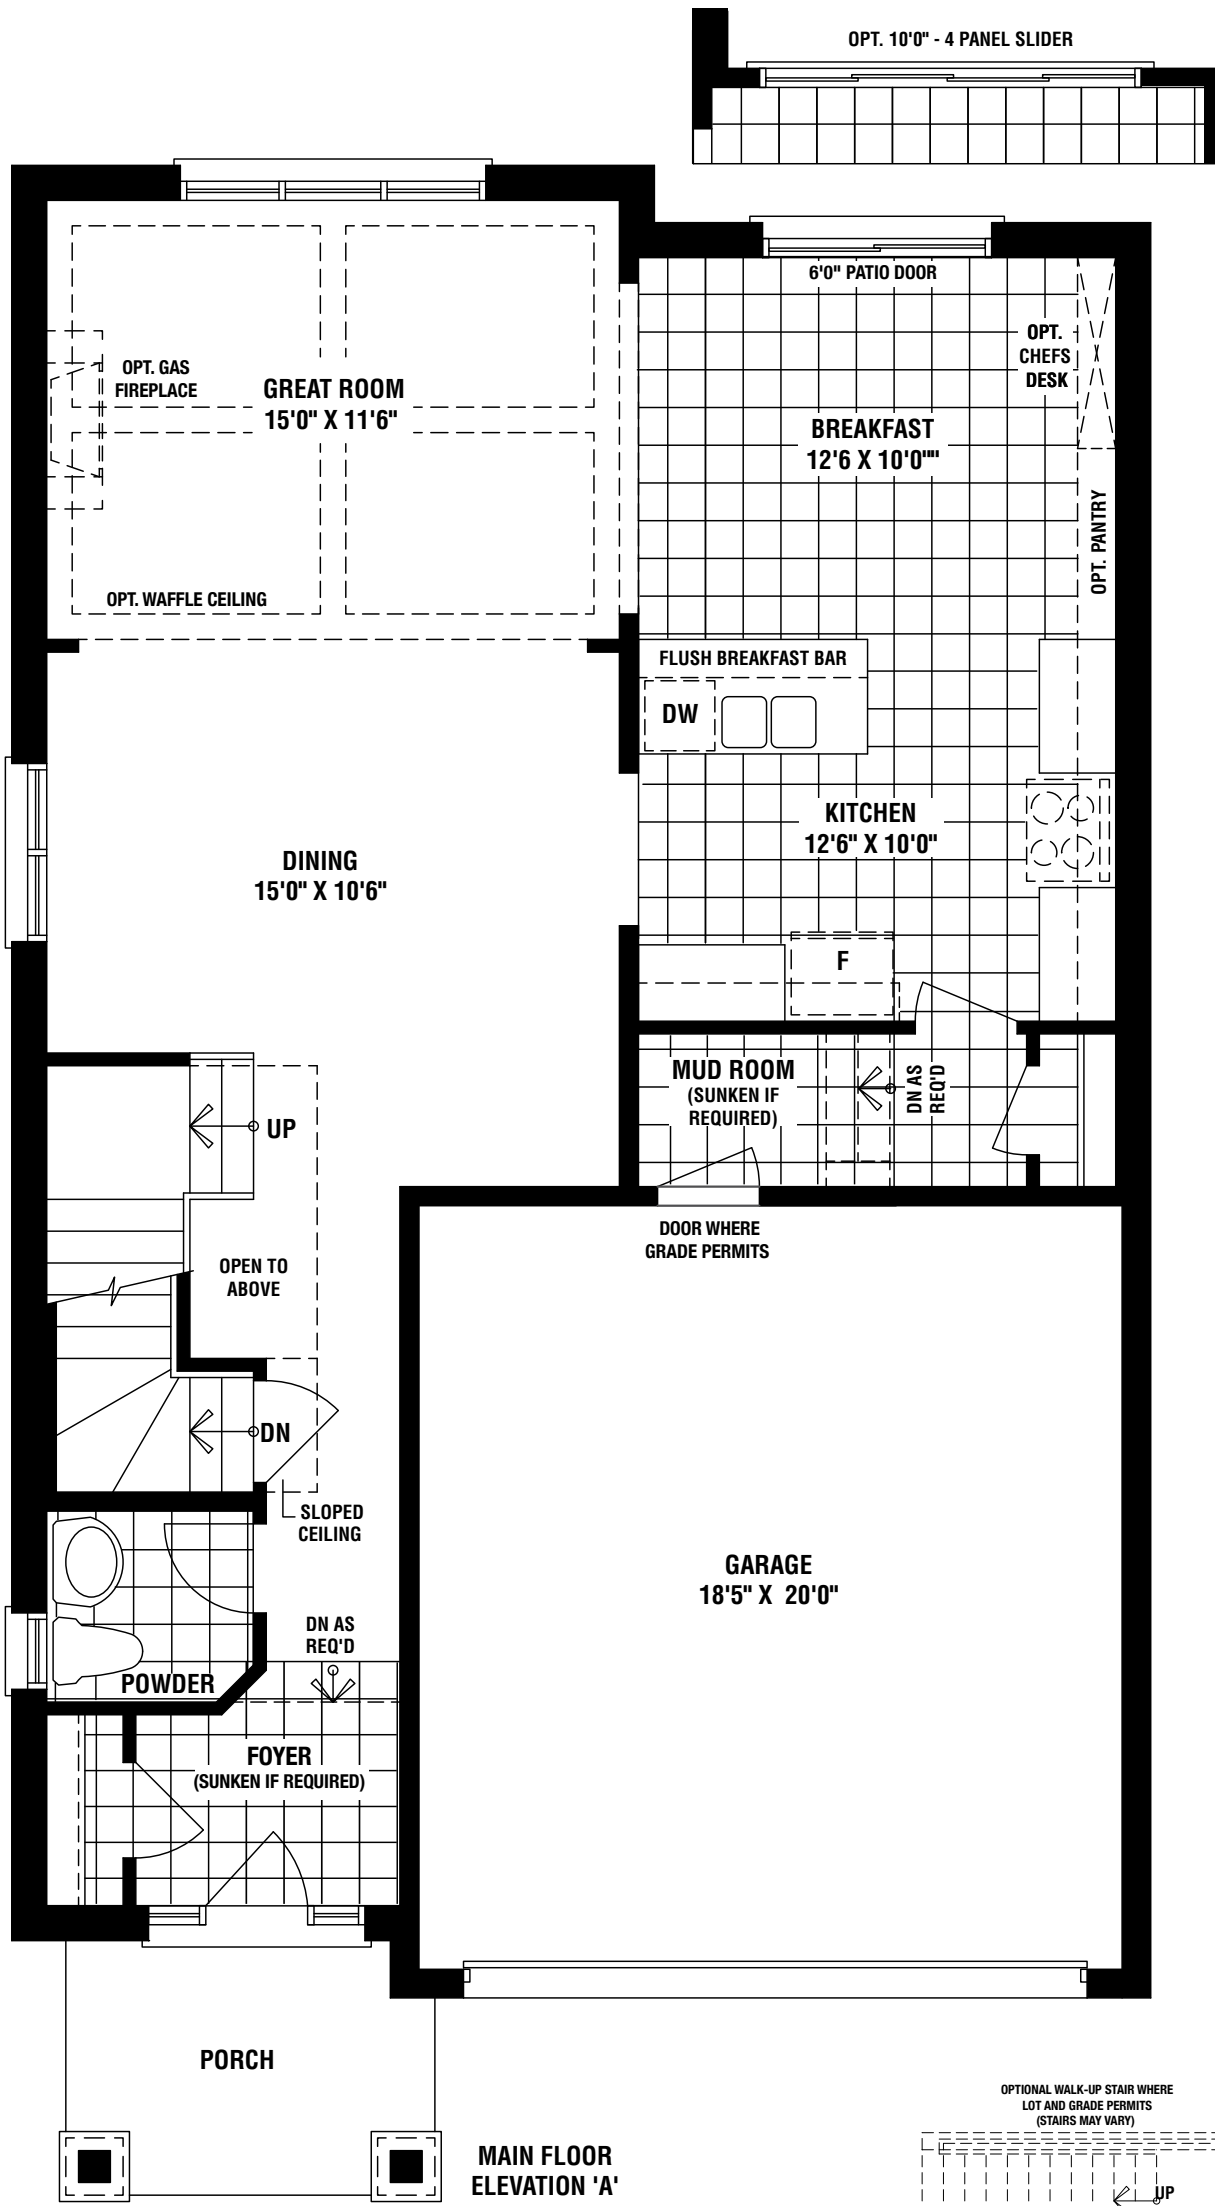 OPT. 10'0" - 4 PANEL SLIDER
6'0" PATIO DOOR
OPT.
CHEFS
DESK
OPT. GAS
FIREPLACE
GREAT ROOM
15'0" X 11'6"
BREAKFAST
12'6 X 10'0""
OPT. PANTRY
OPT. WAFFLE CEILING
FLUSH BREAKFAST BAR
DW
KITCHEN
12'6" X 10'0"
DINING
15'0" X 10'6"
F
MUD ROOM
(SUNKEN IF
REQUIRED)
DN AS
REQ'D
UP
DOOR WHERE
GRADE PERMITS
OPEN TO
ABOVE
DN
SLOPED
CEILING
GARAGE
18'5" X 20'0"
DN AS
REQ'D
POWDER
FOYER
(SUNKEN IF REQUIRED)
PORCH
MAIN FLOOR
ELEVATION 'A'
OPTIONAL WALK-UP STAIR WHERE
LOT AND GRADE PERMITS
(STAIRS MAY VARY)
UP